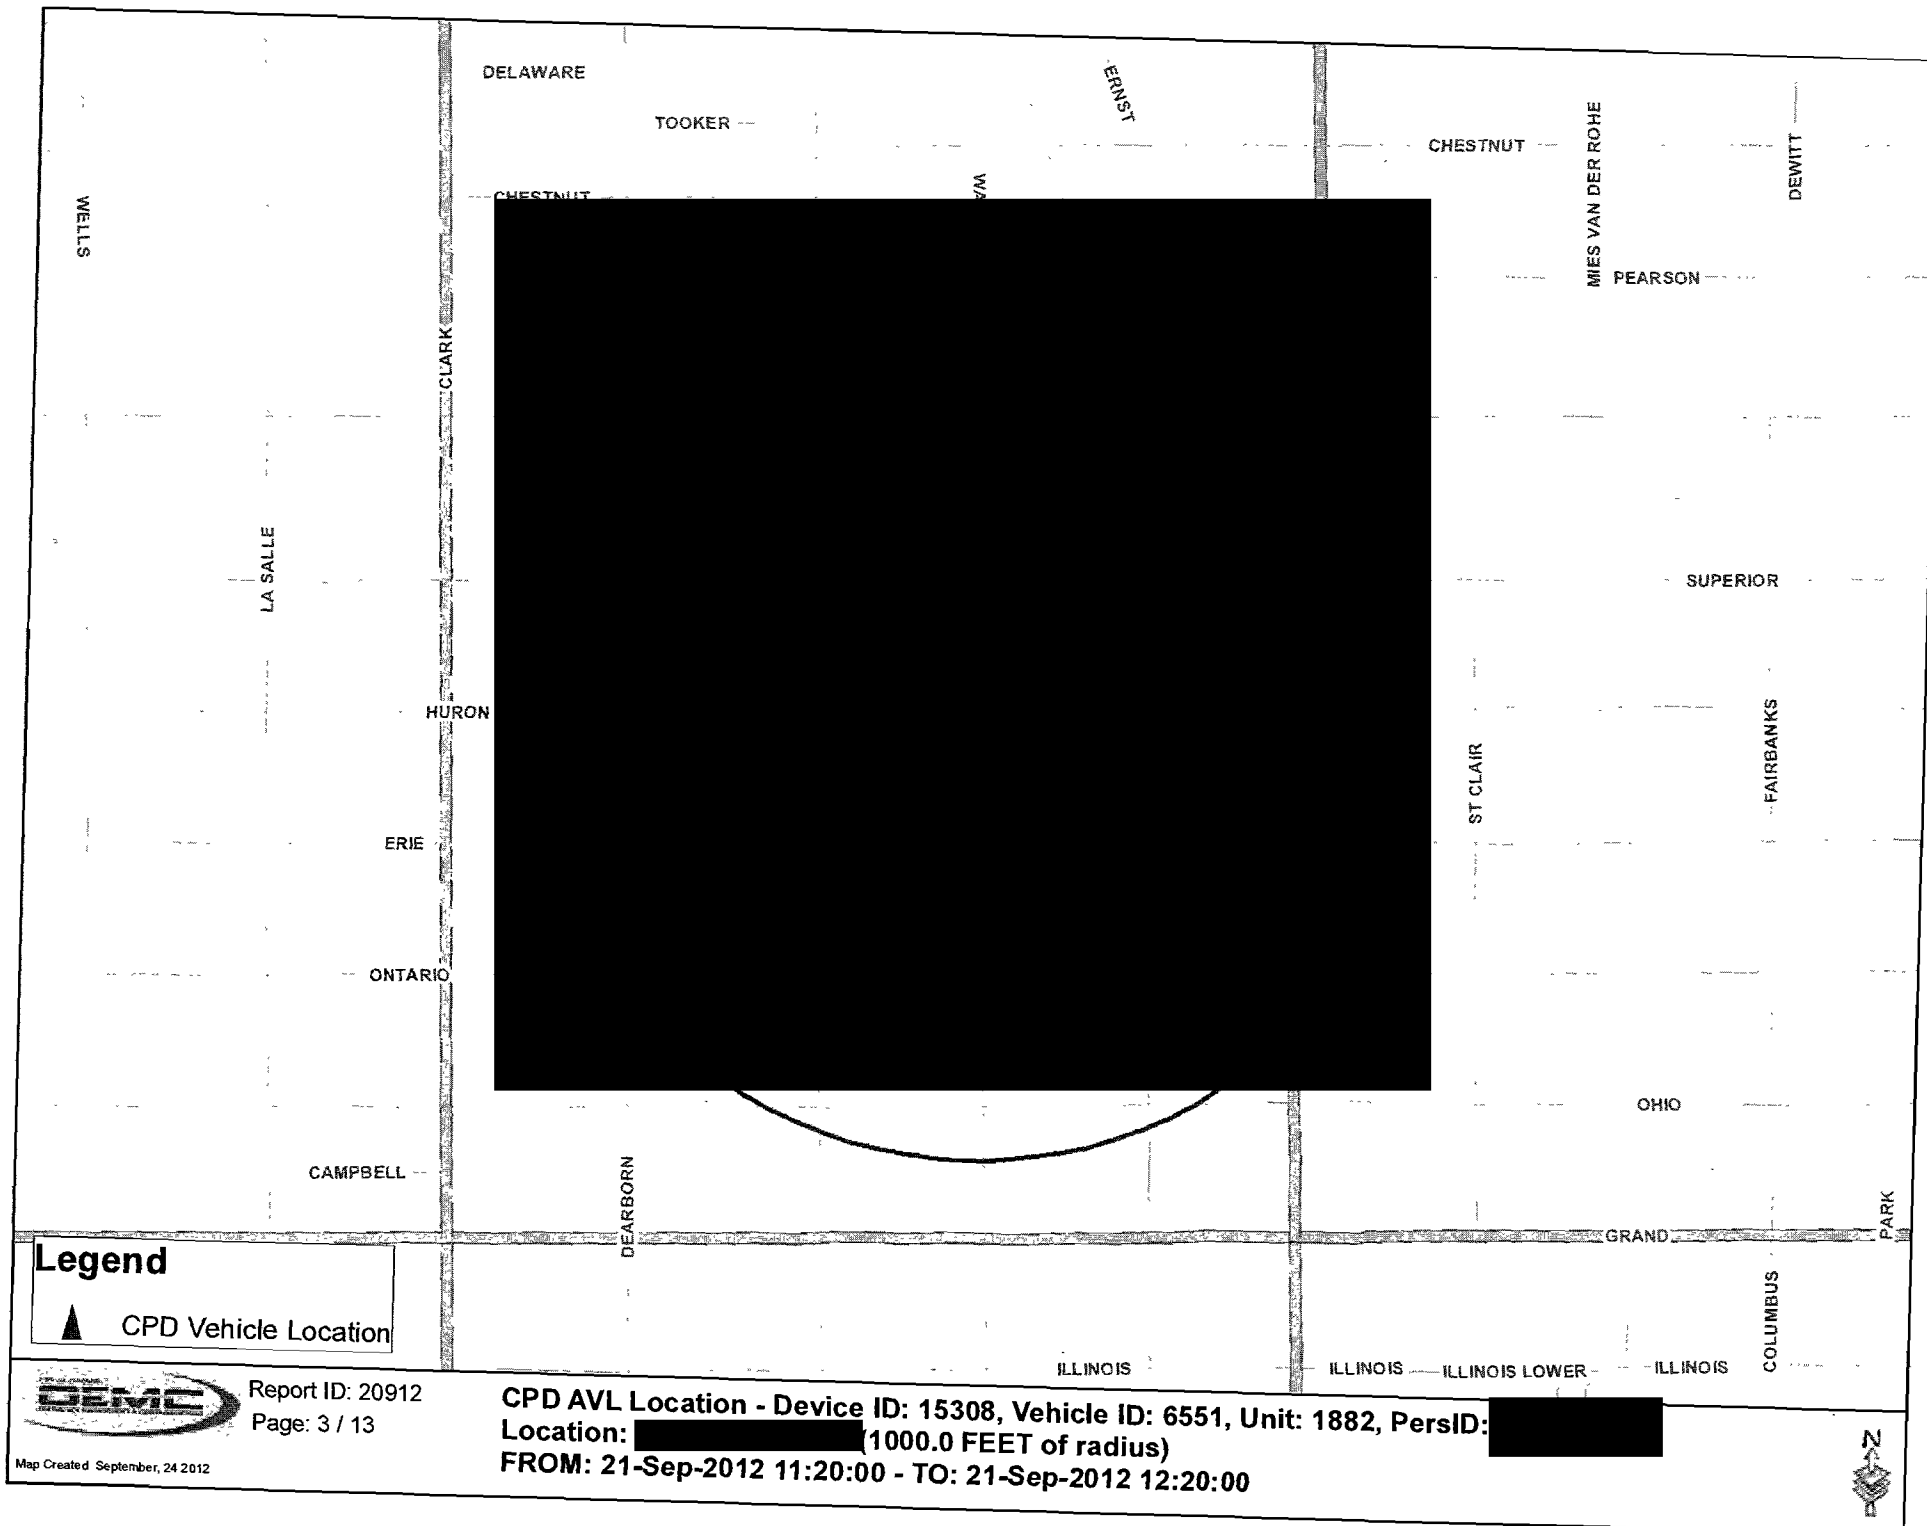 DELAWARE
ERNST
TOOKER
CHESTNUT
MIES VAN DER ROHE
DEWITT
WA
CHESTNUT
WELLS
PEARSON
CLARK
LA SALLE
SUPERIOR
HURON
FAIRBANKS
ST CLAIR
ERIE
ONTARIO
OHIO
CAMPBELL
DEARBORN
PARK
GRAND
COLUMBUS
ILLINOIS
ILLINOIS
ILLINOIS LOWER
ILLINOIS
Legend
CPD Vehicle Location
OEMC
Report ID: 20912
Page: 3 / 13
Map Created September, 24 2012
CPD AVL Location - Device ID: 15308, Vehicle ID: 6551, Unit: 1882, PersID:
Location: (1000.0 FEET of radius)
FROM: 21-Sep-2012 11:20:00 - TO: 21-Sep-2012 12:20:00
N